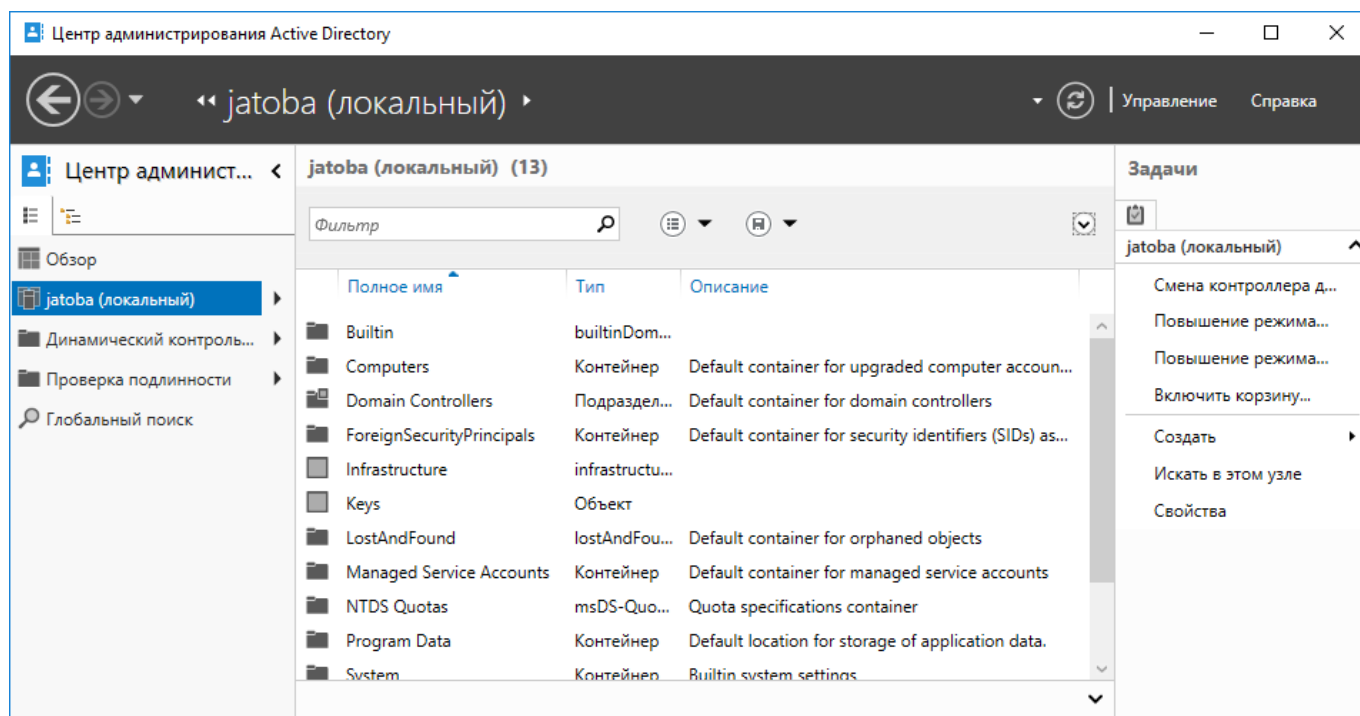 Центр администрирования Active Directory
jatoba (локальный)
Управление Справка
Центр админист...
Обзор
jatoba (локальный)
Динамический контроль...
Проверка подлинности
Глобальный поиск
jatoba (локальный) (13)
Фильтр
Полное имя Тип Описание
Builtin builtinDom...
Computers Контейнер Default container for upgraded computer accoun...
Domain Controllers Подраздел... Default container for domain controllers
ForeignSecurityPrincipals Контейнер Default container for security identifiers (SIDs) as...
Infrastructure infrastructu...
Keys Объект
LostAndFound lostAndFou... Default container for orphaned objects
Managed Service Accounts Контейнер Default container for managed service accounts
NTDS Quotas msDS-Quo... Quota specifications container
Program Data Контейнер Default location for storage of application data.
System Контейнер Builtin system settings
Задачи
jatoba (локальный)
Смена контроллера д...
Повышение режима...
Повышение режима...
Включить корзину...
Создать
Искать в этом узле
Свойства